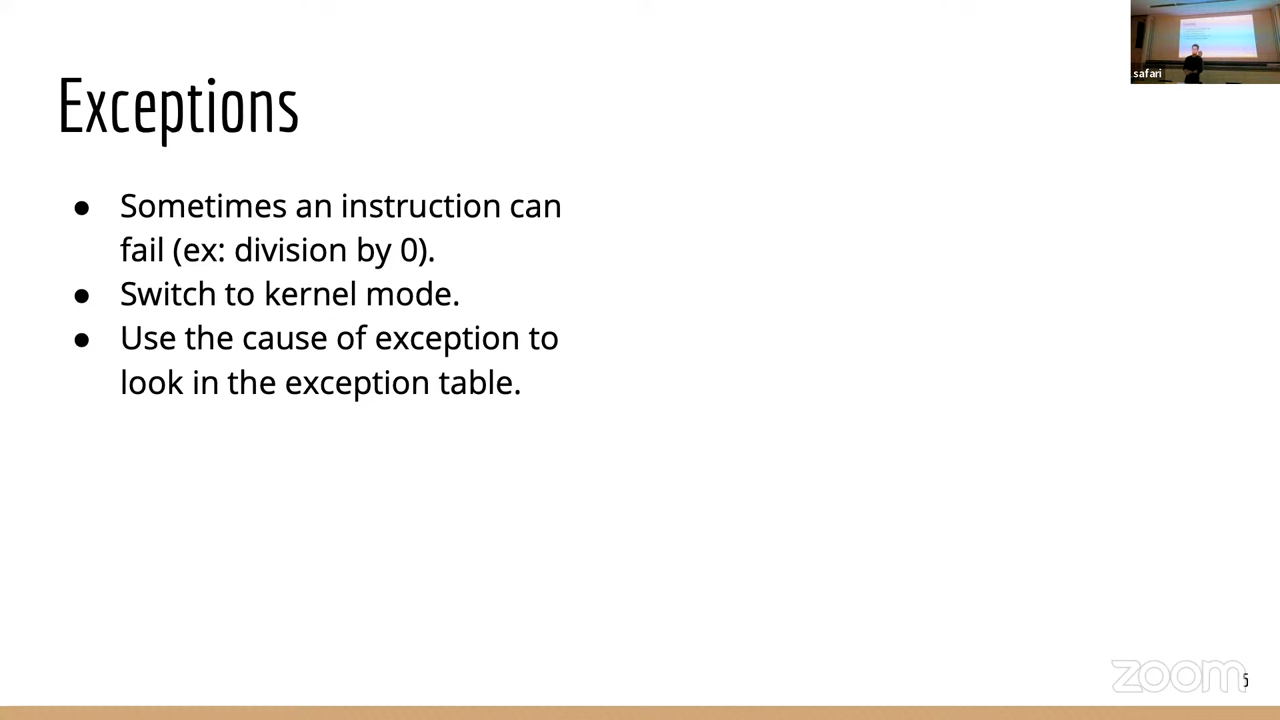 safari
Exceptions
● Sometimes an instruction can
fail (ex: division by 0).
● Switch to kernel mode.
● Use the cause of exception to
look in the exception table.
zoom